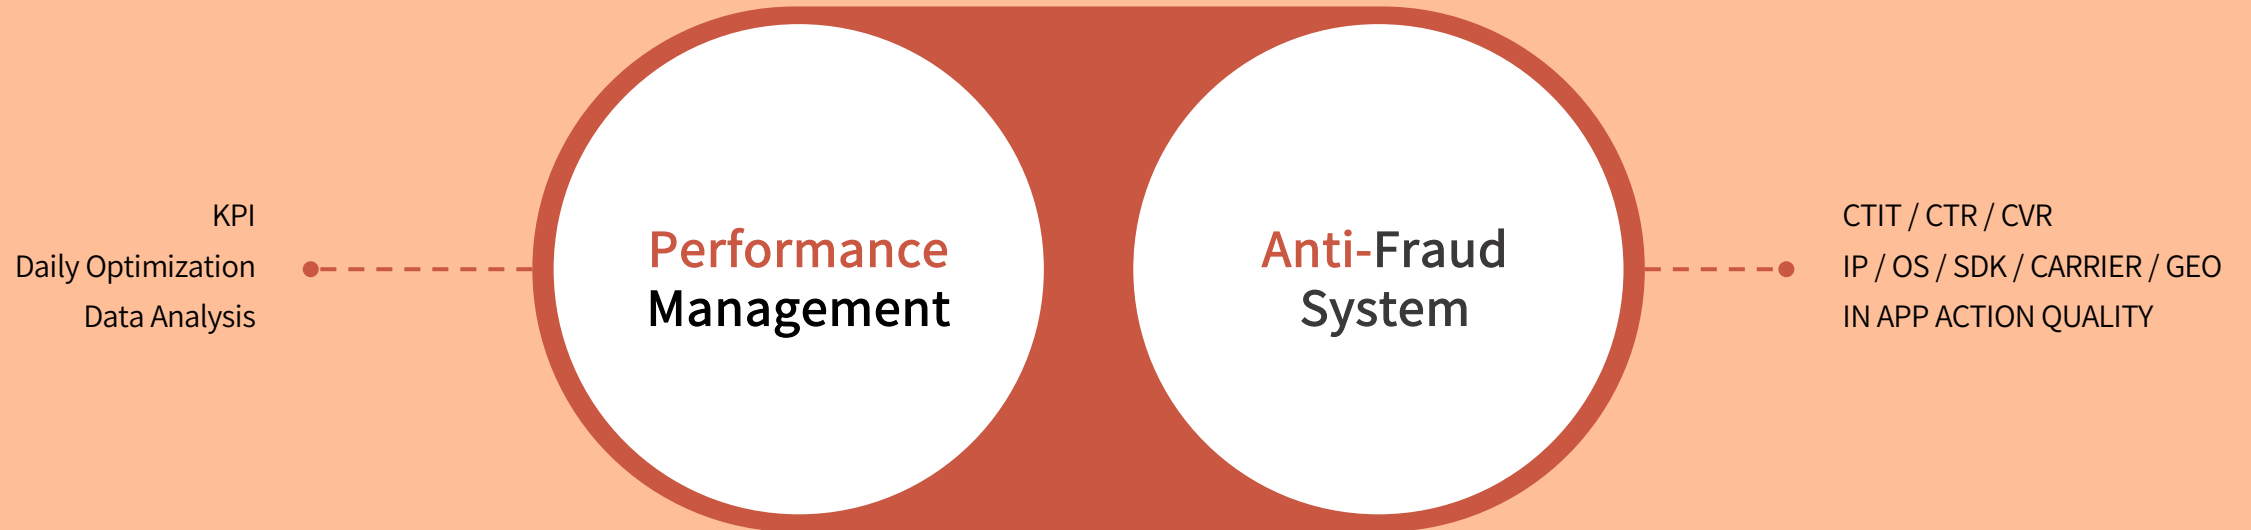 KPI
Daily Optimization
Data Analysis
Performance
Management
Anti-Fraud
System
CTIT / CTR / CVR
IP / OS / SDK / CARRIER / GEO
IN APP ACTION QUALITY